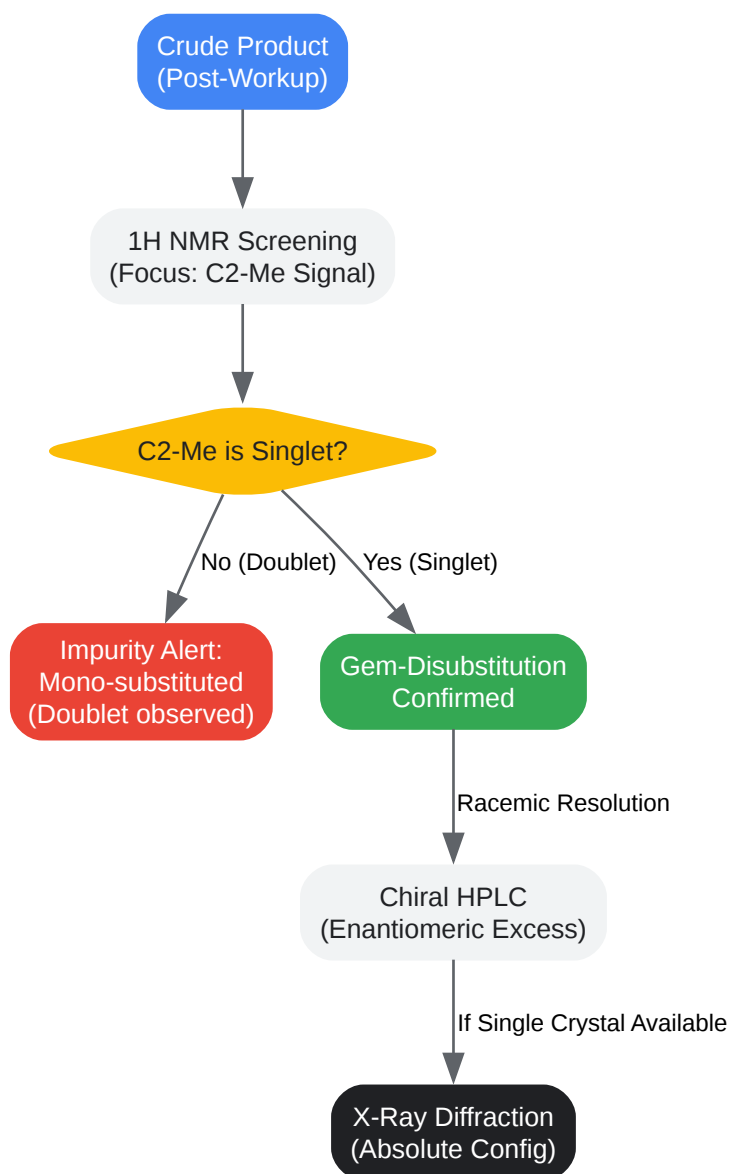 Crude Product
(Post-Workup)
1H NMR Screening
(Focus: C2-Me Signal)
C2-Me is Singlet?
No (Doublet)
Yes (Singlet)
Impurity Alert:
Mono-substituted
(Doublet observed)
Gem-Disubstitution
Confirmed
Racemic Resolution
Chiral HPLC
(Enantiomeric Excess)
If Single Crystal Available
X-Ray Diffraction
(Absolute Config)